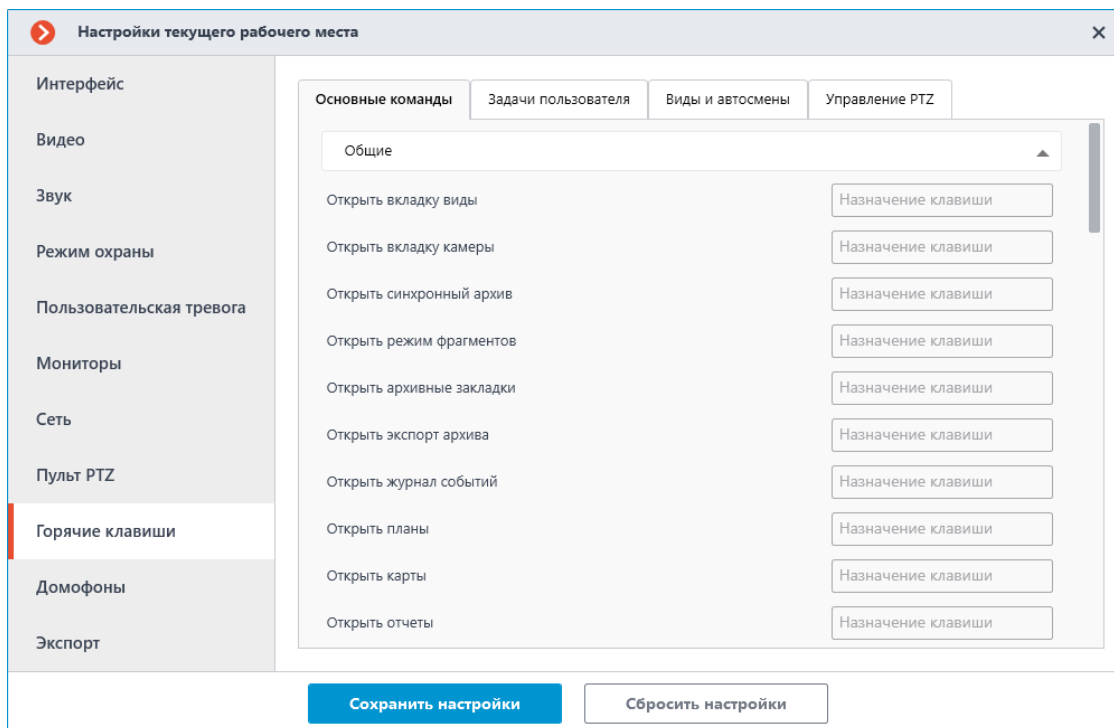 Настройки текущего рабочего места
Интерфейс
Видео
Звук
Режим охраны
Пользовательская тревога
Мониторы
Сеть
Пульт PTZ
Горячие клавиши
Домофоны
Экспорт
Основные команды
Задачи пользователя
Виды и автосмены
Управление PTZ
Общие
Открыть вкладку виды Назначение клавиши
Открыть вкладку камеры Назначение клавиши
Открыть синхронный архив Назначение клавиши
Открыть режим фрагментов Назначение клавиши
Открыть архивные закладки Назначение клавиши
Открыть экспорт архива Назначение клавиши
Открыть журнал событий Назначение клавиши
Открыть планы Назначение клавиши
Открыть карты Назначение клавиши
Открыть отчеты Назначение клавиши
Сохранить настройки
Сбросить настройки